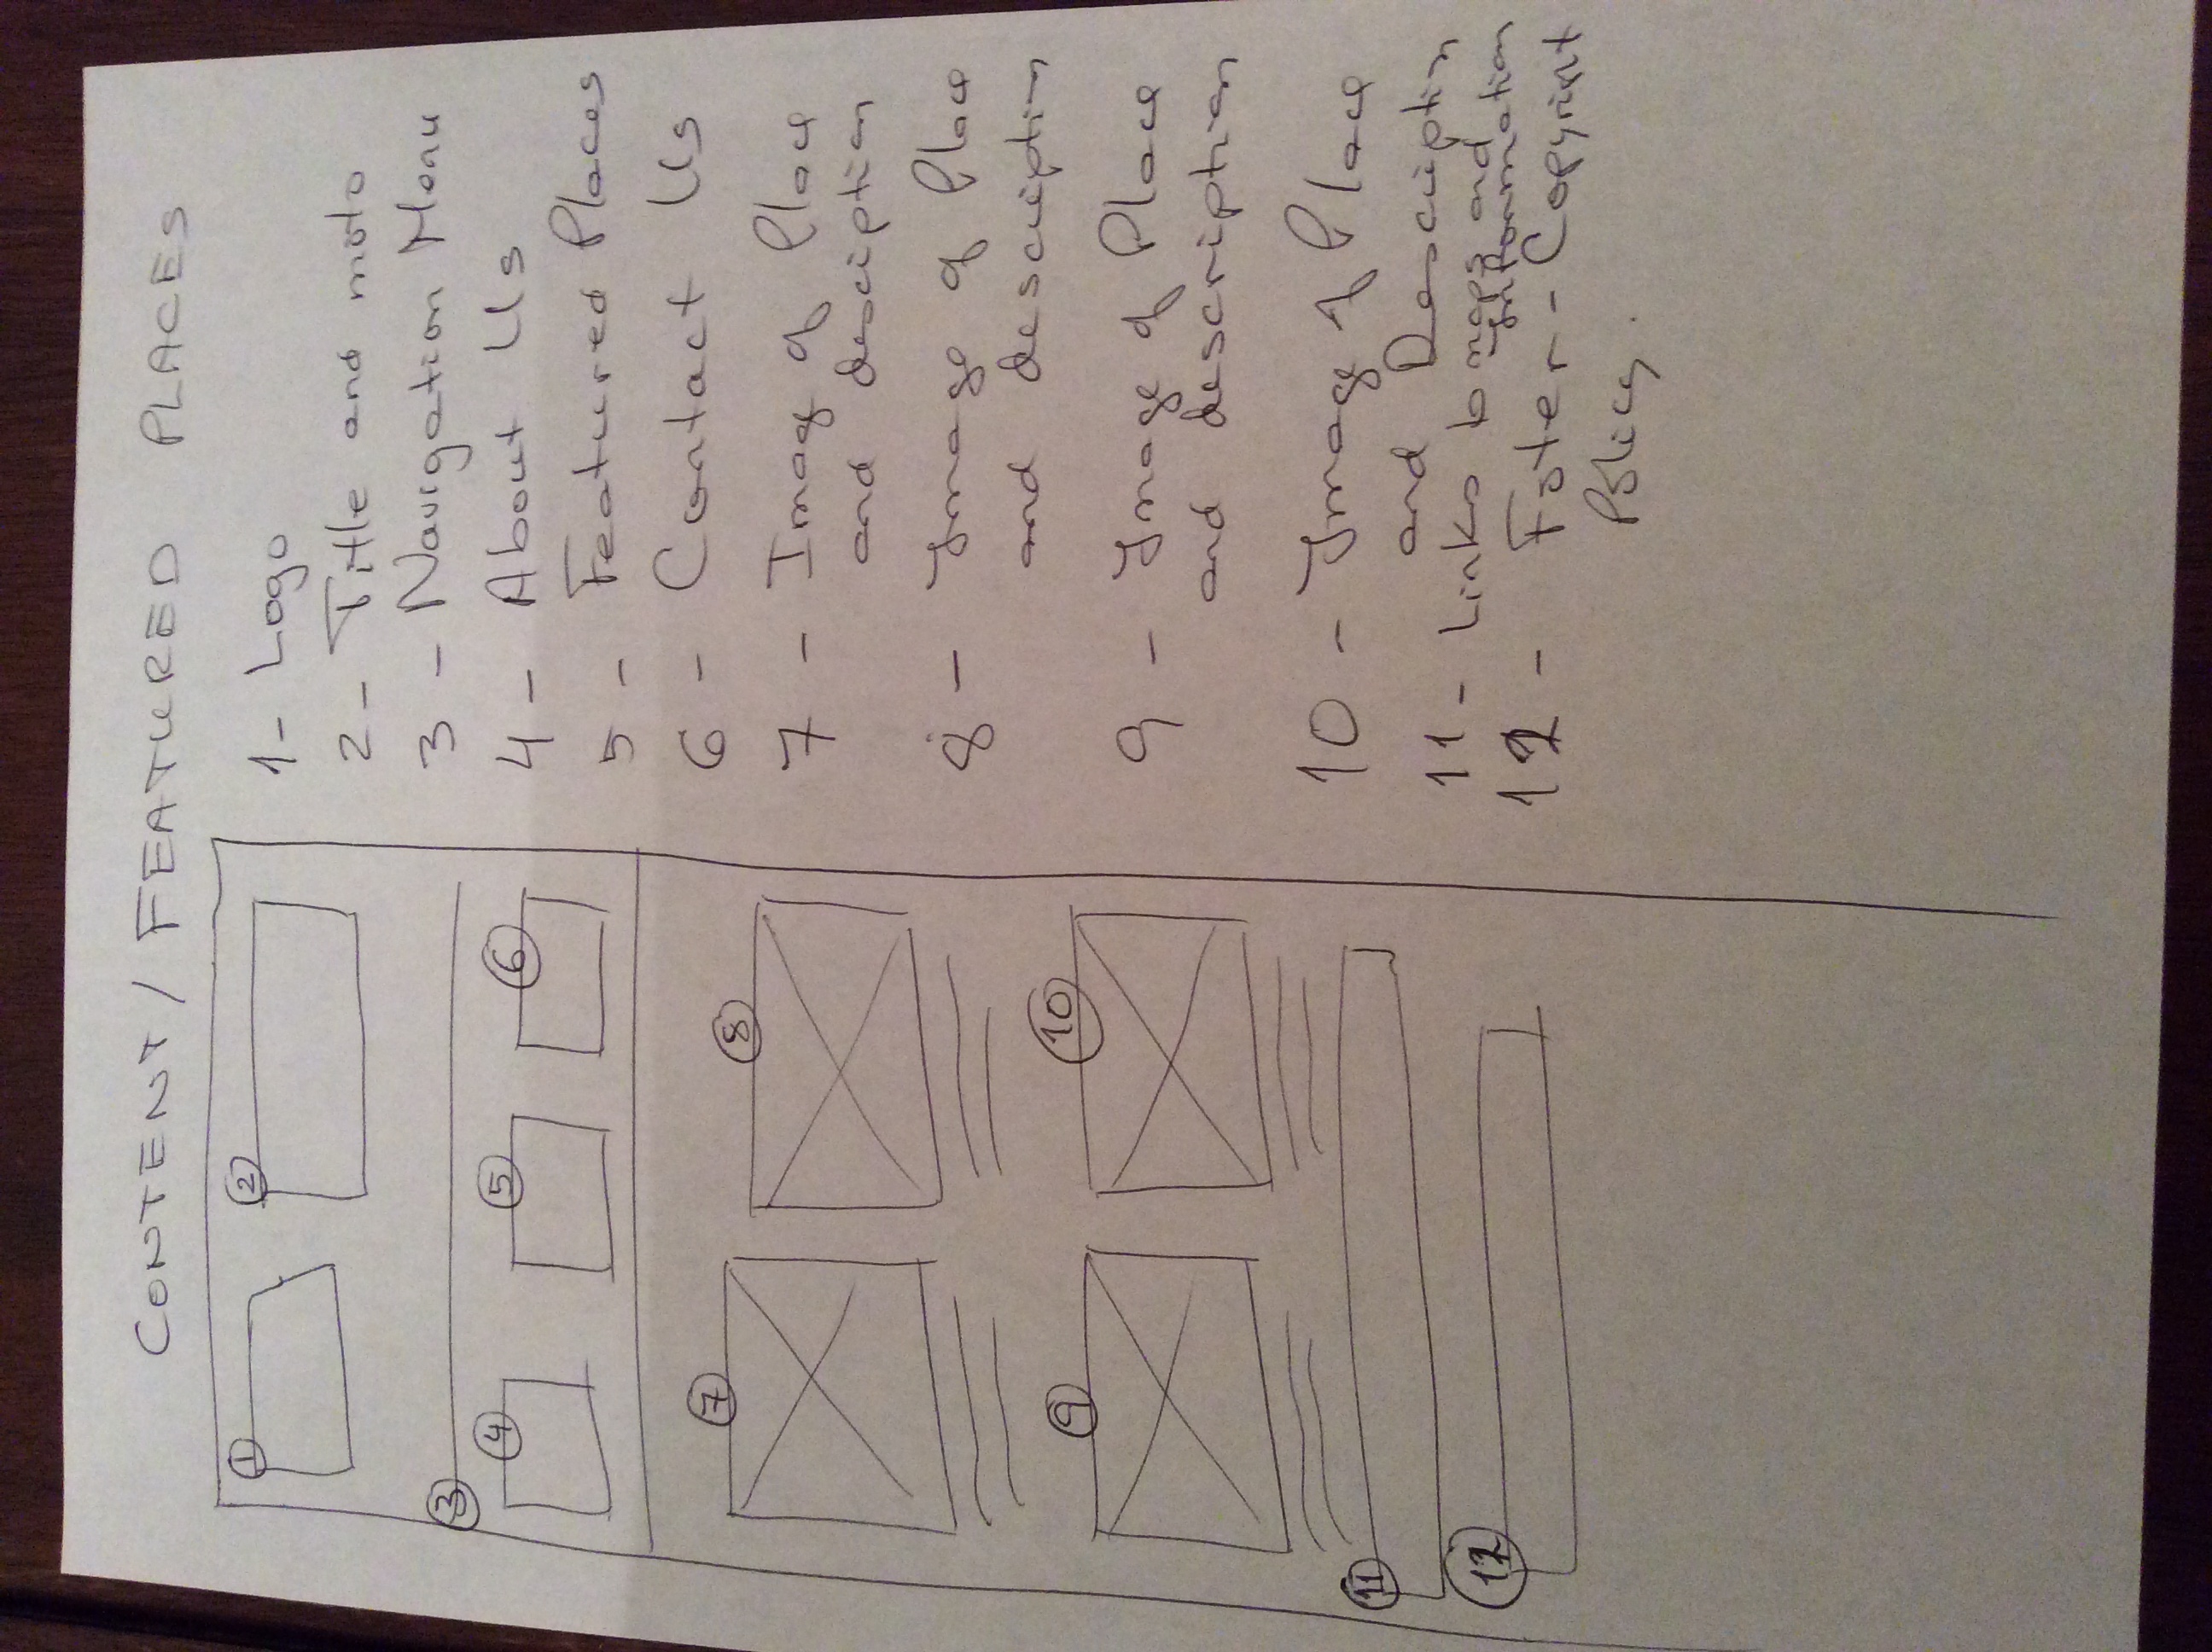 CONTENT / FEATURED PLACES
1
2
3
4
5
6
7
8
9
10
11
12
1- Logo
2- Title and moto
3 - Navigation Menu
4 - About Us
5 - Featured Places
6 - Contact Us
7 - Image of Place
and desciption
8 - Image of Place
and description
9 - Image of Place
and description
10 - Image of Place
and Description
11 - Links to maps and
Information
12 - Foter - Copyright
Policy.